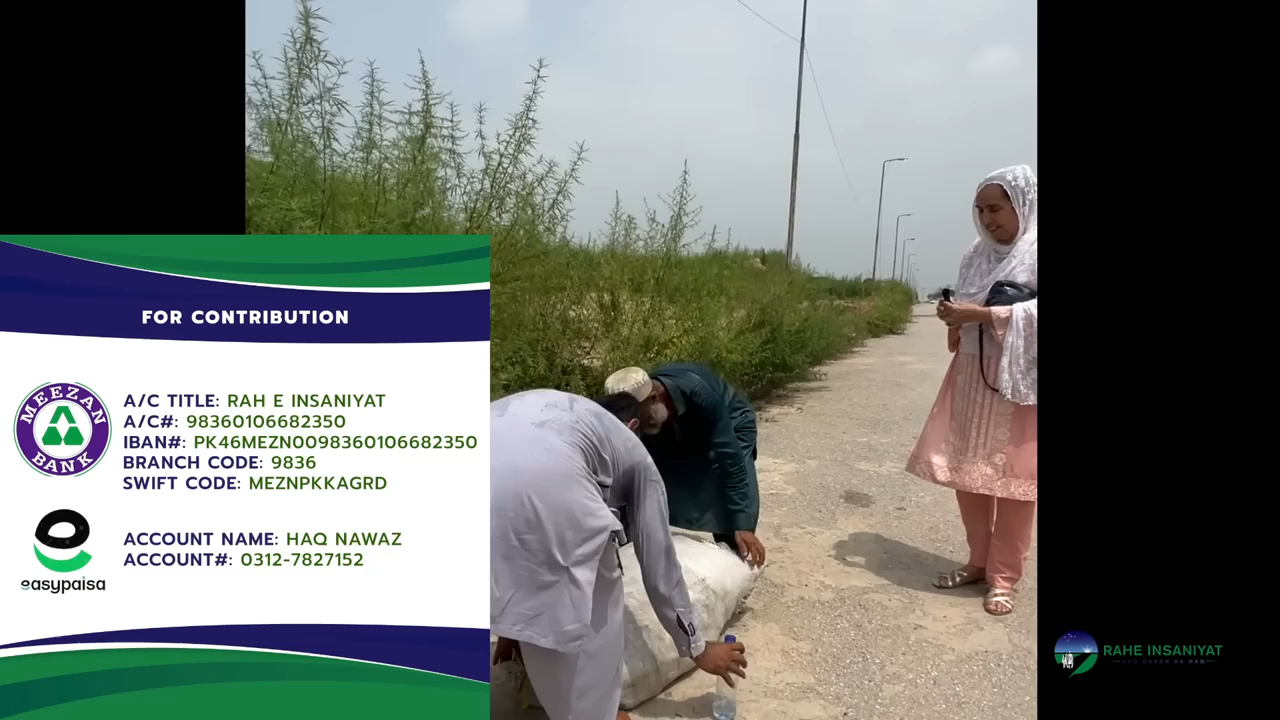 FOR CONTRIBUTION
MEEZAN BANK
A/C TITLE: RAH E INSANIYAT
A/C#: 98360106682350
IBAN#: PK46MEZN0098360106682350
BRANCH CODE: 9836
SWIFT CODE: MEZNPKKAGRD
easypaisa
ACCOUNT NAME: HAQ NAWAZ
ACCOUNT#: 0312-7827152
RAHE INSANIYAT